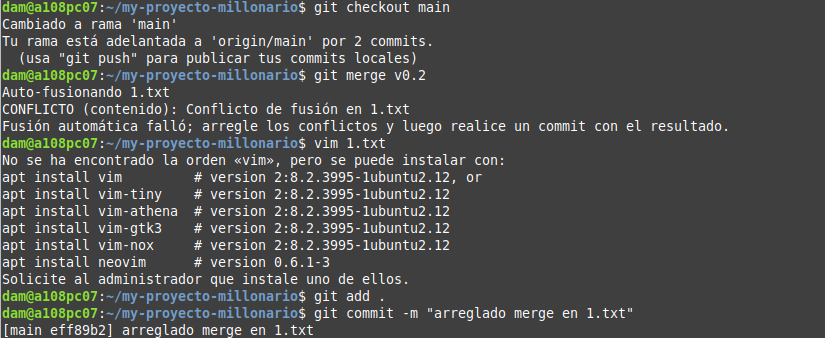 dam@a108pc07:~/my-proyecto-millonario$ git checkout main
Cambiado a rama 'main'
Tu rama está adelantada a 'origin/main' por 2 commits.
  (usa "git push" para publicar tus commits locales)
dam@a108pc07:~/my-proyecto-millonario$ git merge v0.2
Auto-fusionando 1.txt
CONFLICTO (contenido): Conflicto de fusión en 1.txt
Fusión automática falló; arregle los conflictos y luego realice un commit con el resultado.
dam@a108pc07:~/my-proyecto-millonario$ vim 1.txt
No se ha encontrado la orden «vim», pero se puede instalar con:
apt install vim         # version 2:8.2.3995-1ubuntu2.12, or
apt install vim-tiny    # version 2:8.2.3995-1ubuntu2.12
apt install vim-athena  # version 2:8.2.3995-1ubuntu2.12
apt install vim-gtk3    # version 2:8.2.3995-1ubuntu2.12
apt install vim-nox     # version 2:8.2.3995-1ubuntu2.12
apt install neovim      # version 0.6.1-3
Solicite al administrador que instale uno de ellos.
dam@a108pc07:~/my-proyecto-millonario$ git add .
dam@a108pc07:~/my-proyecto-millonario$ git commit -m "arreglado merge en 1.txt"
[main eff89b2] arreglado merge en 1.txt